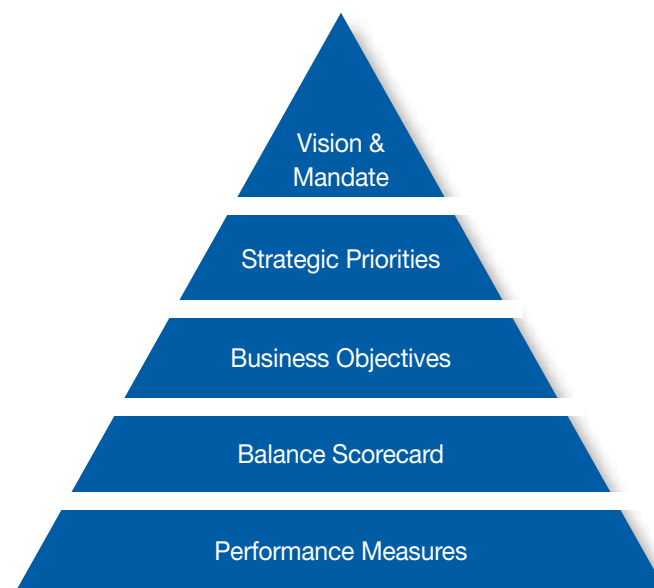 Vision &
Mandate
Strategic Priorities
Business Objectives
Balance Scorecard
Performance Measures